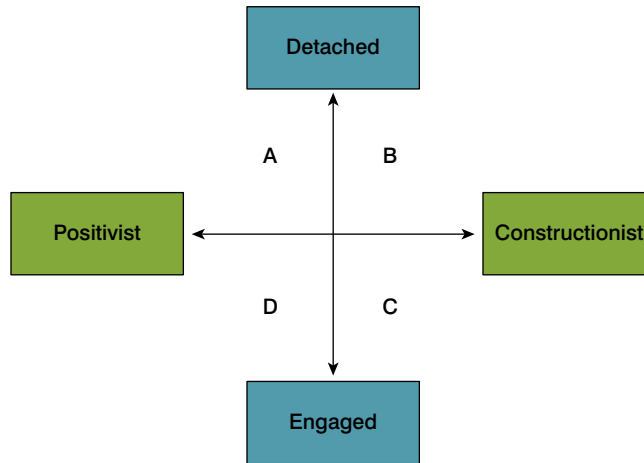 Detached
A
B
Positivist
Constructionist
D
C
Engaged